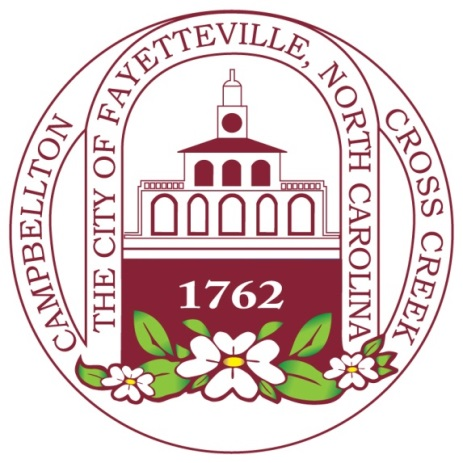 CAMPBELLTON
THE CITY OF FAYETTEVILLE, NORTH CAROLINA
CROSS CREEK
1762